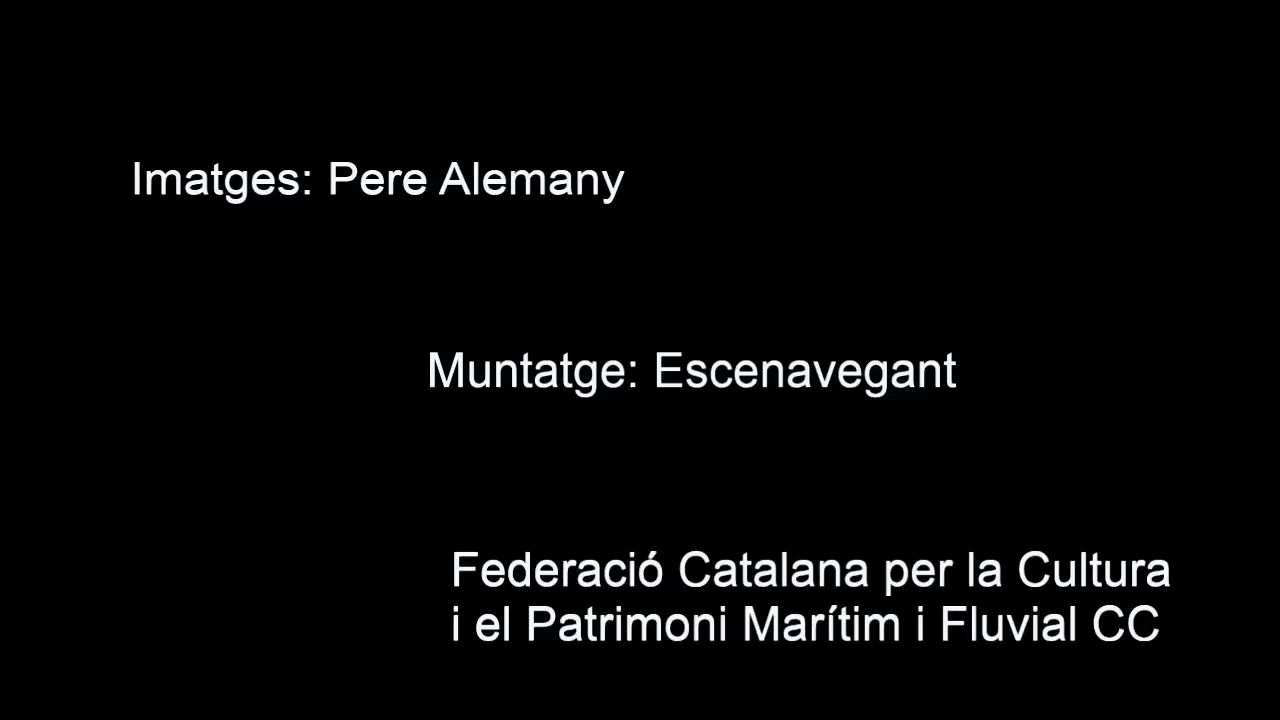 Imatges: Pere Alemany
Muntatge: Escenavegant
Federació Catalana per la Cultura
i el Patrimoni Marítim i Fluvial CC